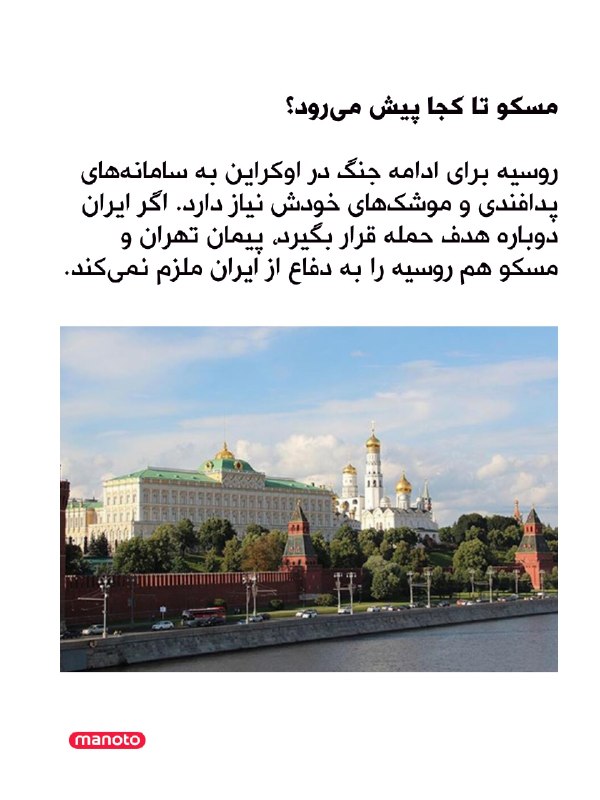 مسکو تا کجا پیش می‌رود؟
روسیه برای ادامه جنگ در اوکراین به سامانه‌های
پدافندی و موشک‌های خودش نیاز دارد. اگر ایران
دوباره هدف حمله قرار بگیرد، پیمان تهران و
مسکو هم روسیه را به دفاع از ایران ملزم نمی‌کند.
manoto